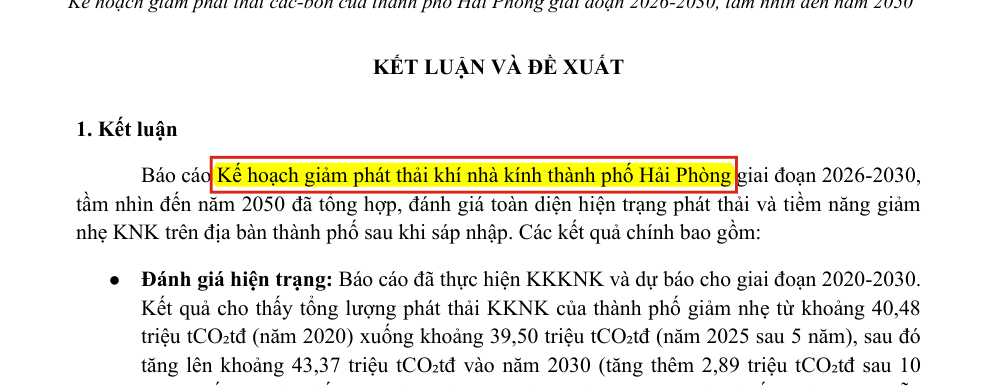 Kế hoạch giảm phát thải các-bon của thành phố Hải Phòng giai đoạn 2026-2030, tầm nhìn đến năm 2050
KẾT LUẬN VÀ ĐỀ XUẤT
1. Kết luận
Báo cáo Kế hoạch giảm phát thải khí nhà kính thành phố Hải Phòng giai đoạn 2026-2030,
tầm nhìn đến năm 2050 đã tổng hợp, đánh giá toàn diện hiện trạng phát thải và tiềm năng giảm
nhẹ KNK trên địa bàn thành phố sau khi sáp nhập. Các kết quả chính bao gồm:
● Đánh giá hiện trạng: Báo cáo đã thực hiện KKKNK và dự báo cho giai đoạn 2020-2030.
Kết quả cho thấy tổng lượng phát thải KKNK của thành phố giảm nhẹ từ khoảng 40,48
triệu tCO₂tđ (năm 2020) xuống khoảng 39,50 triệu tCO₂tđ (năm 2025 sau 5 năm), sau đó
tăng lên khoảng 43,37 triệu tCO₂tđ vào năm 2030 (tăng thêm 2,89 triệu tCO₂tđ sau 10